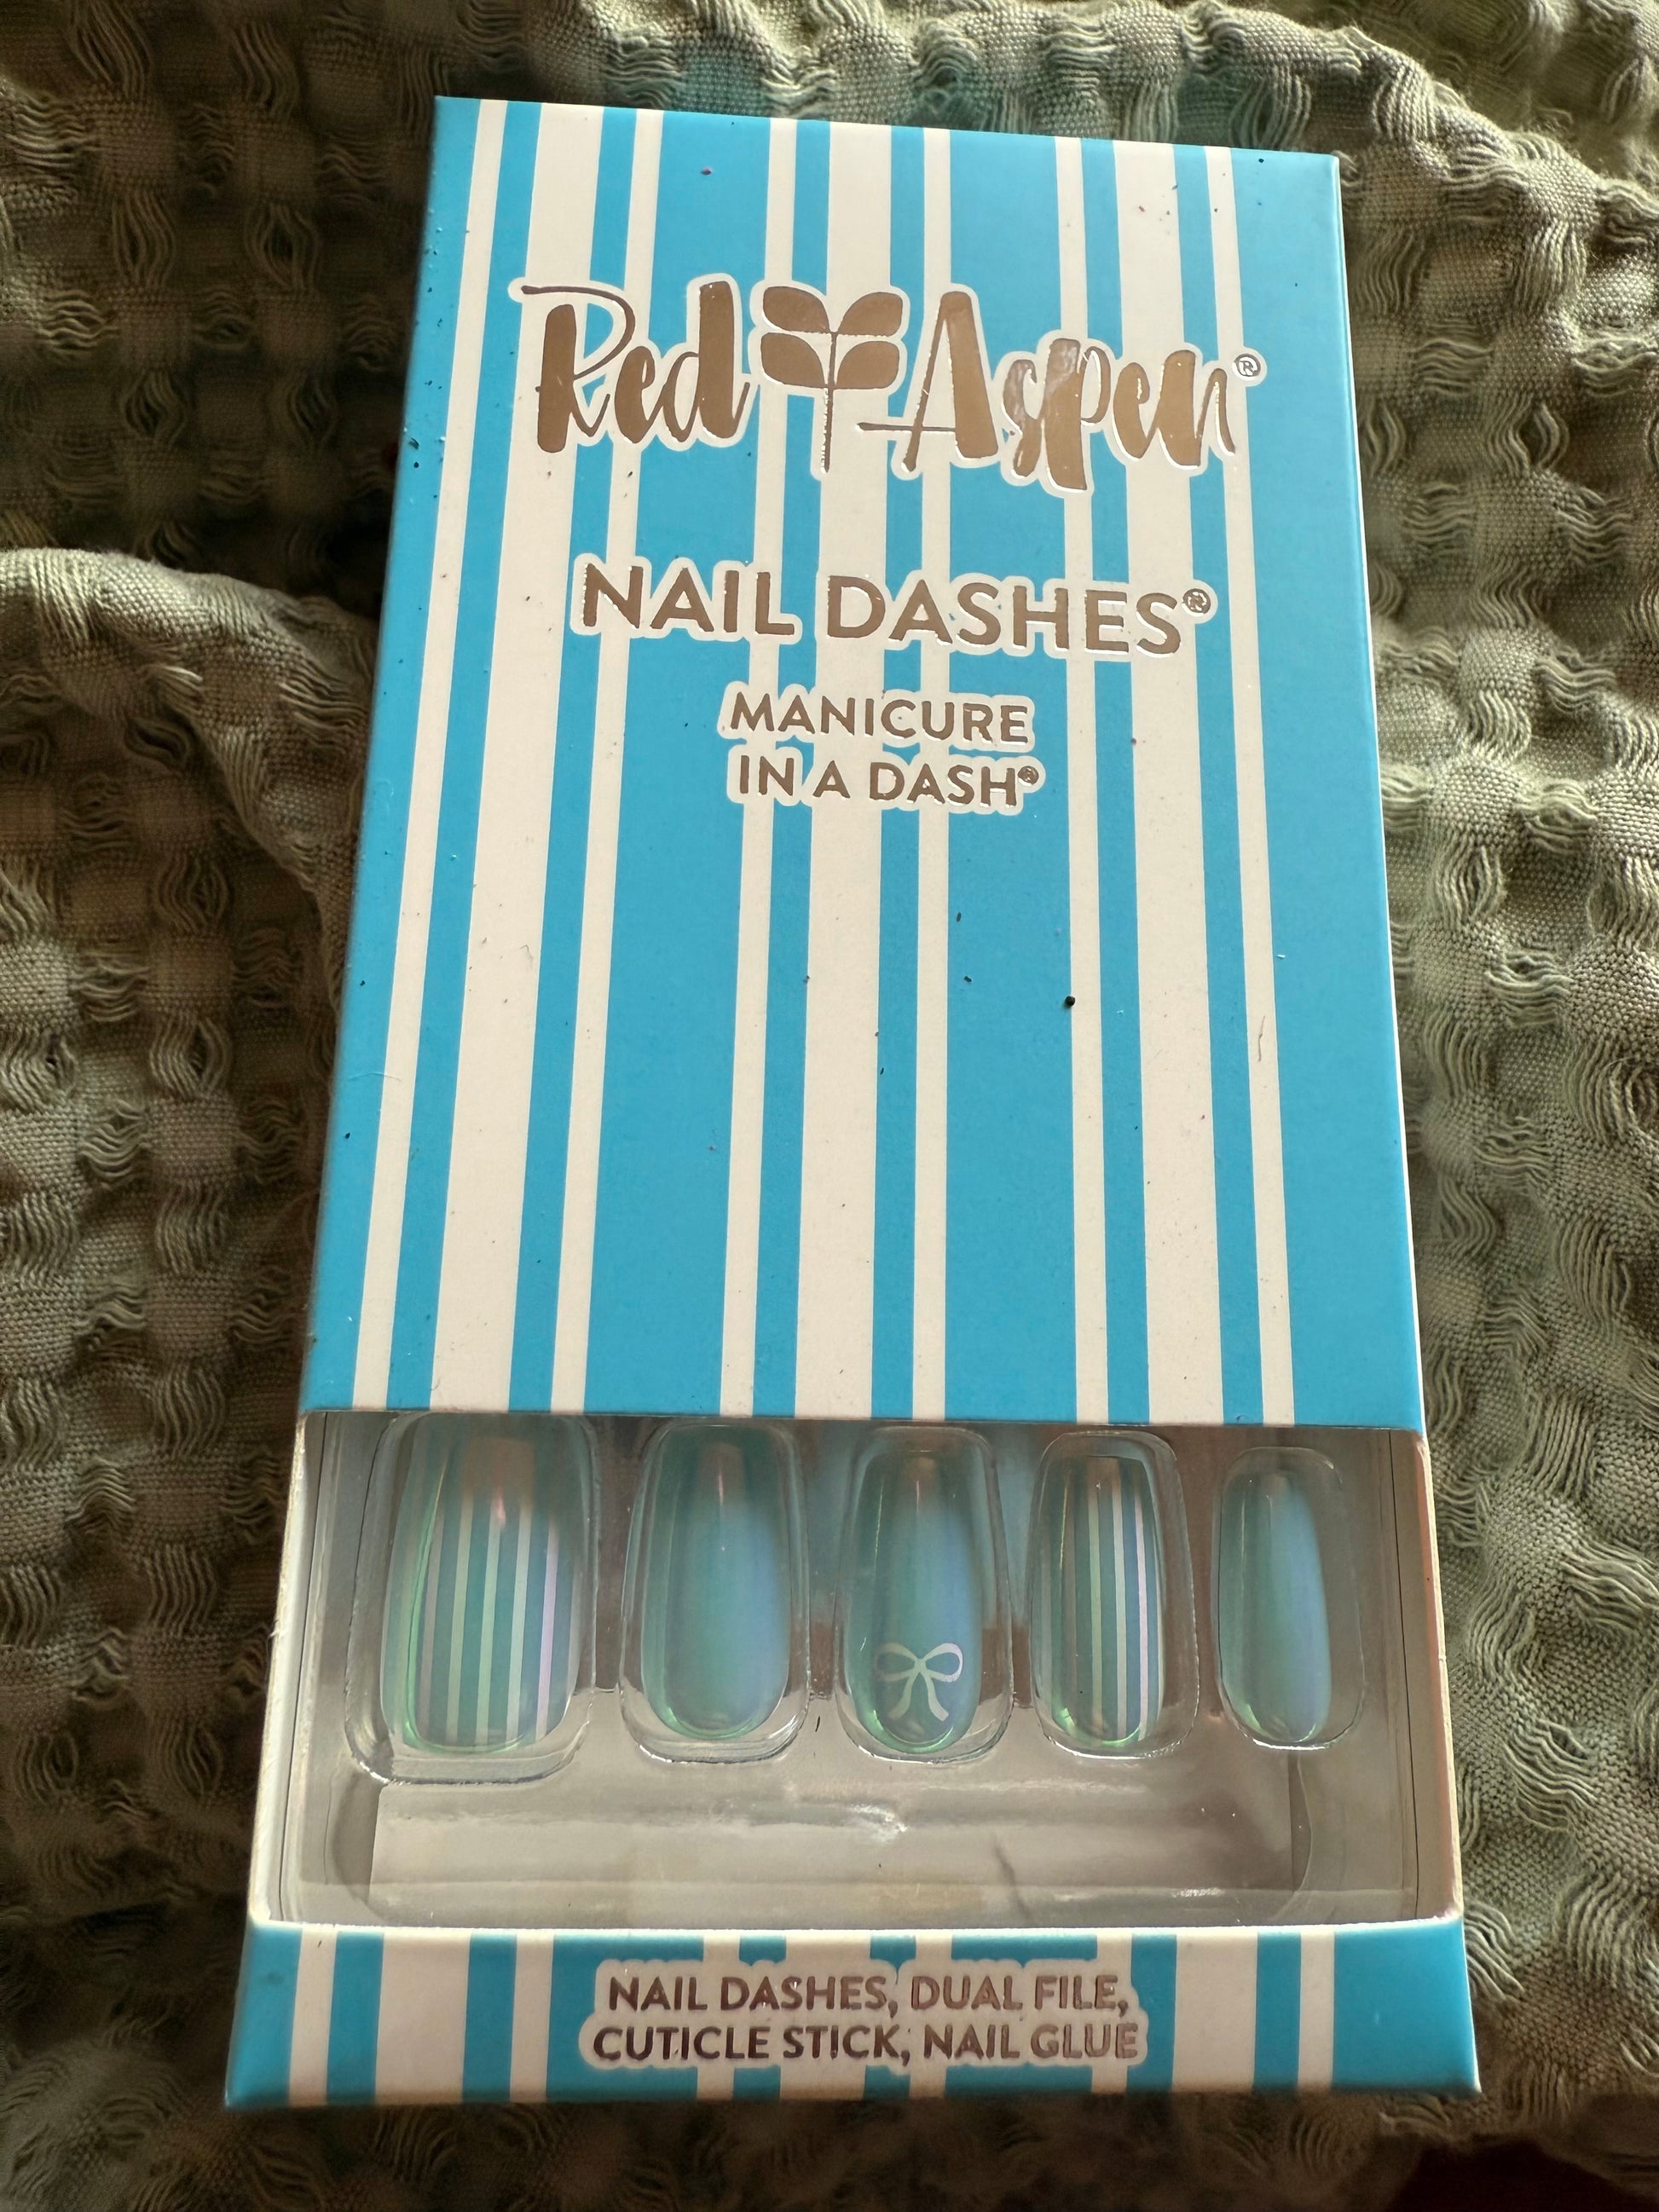 Red Aspen®
NAIL DASHES®
MANICURE
IN A DASH®
NAIL DASHES, DUAL FILE,
CUTICLE STICK, NAIL GLUE